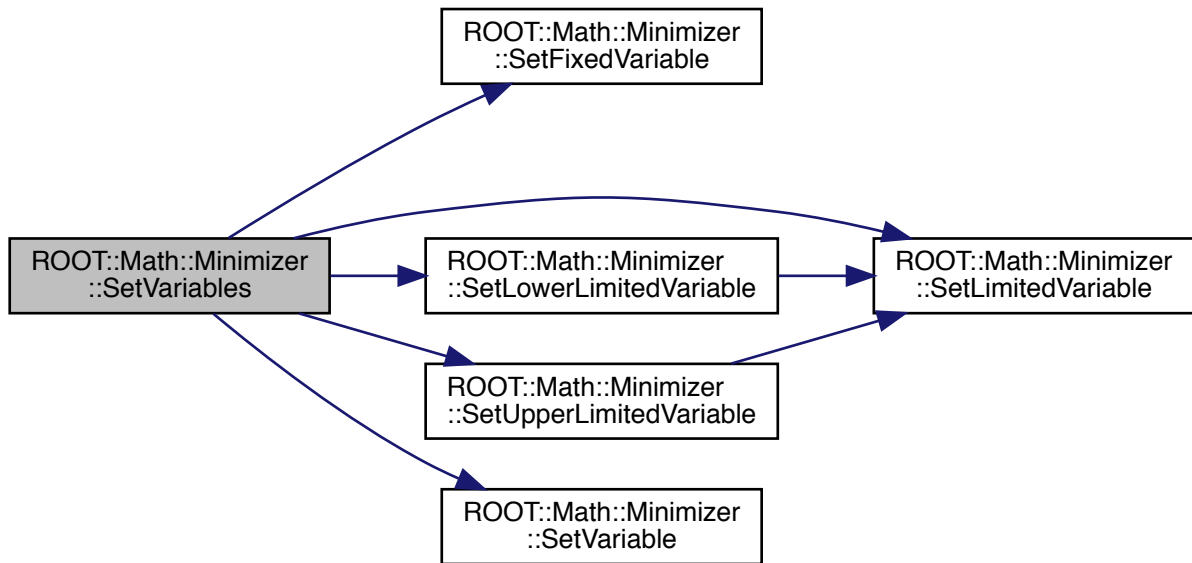 ROOT::Math::Minimizer
::SetFixedVariable
ROOT::Math::Minimizer
::SetVariables
ROOT::Math::Minimizer
::SetLowerLimitedVariable
ROOT::Math::Minimizer
::SetLimitedVariable
ROOT::Math::Minimizer
::SetUpperLimitedVariable
ROOT::Math::Minimizer
::SetVariable